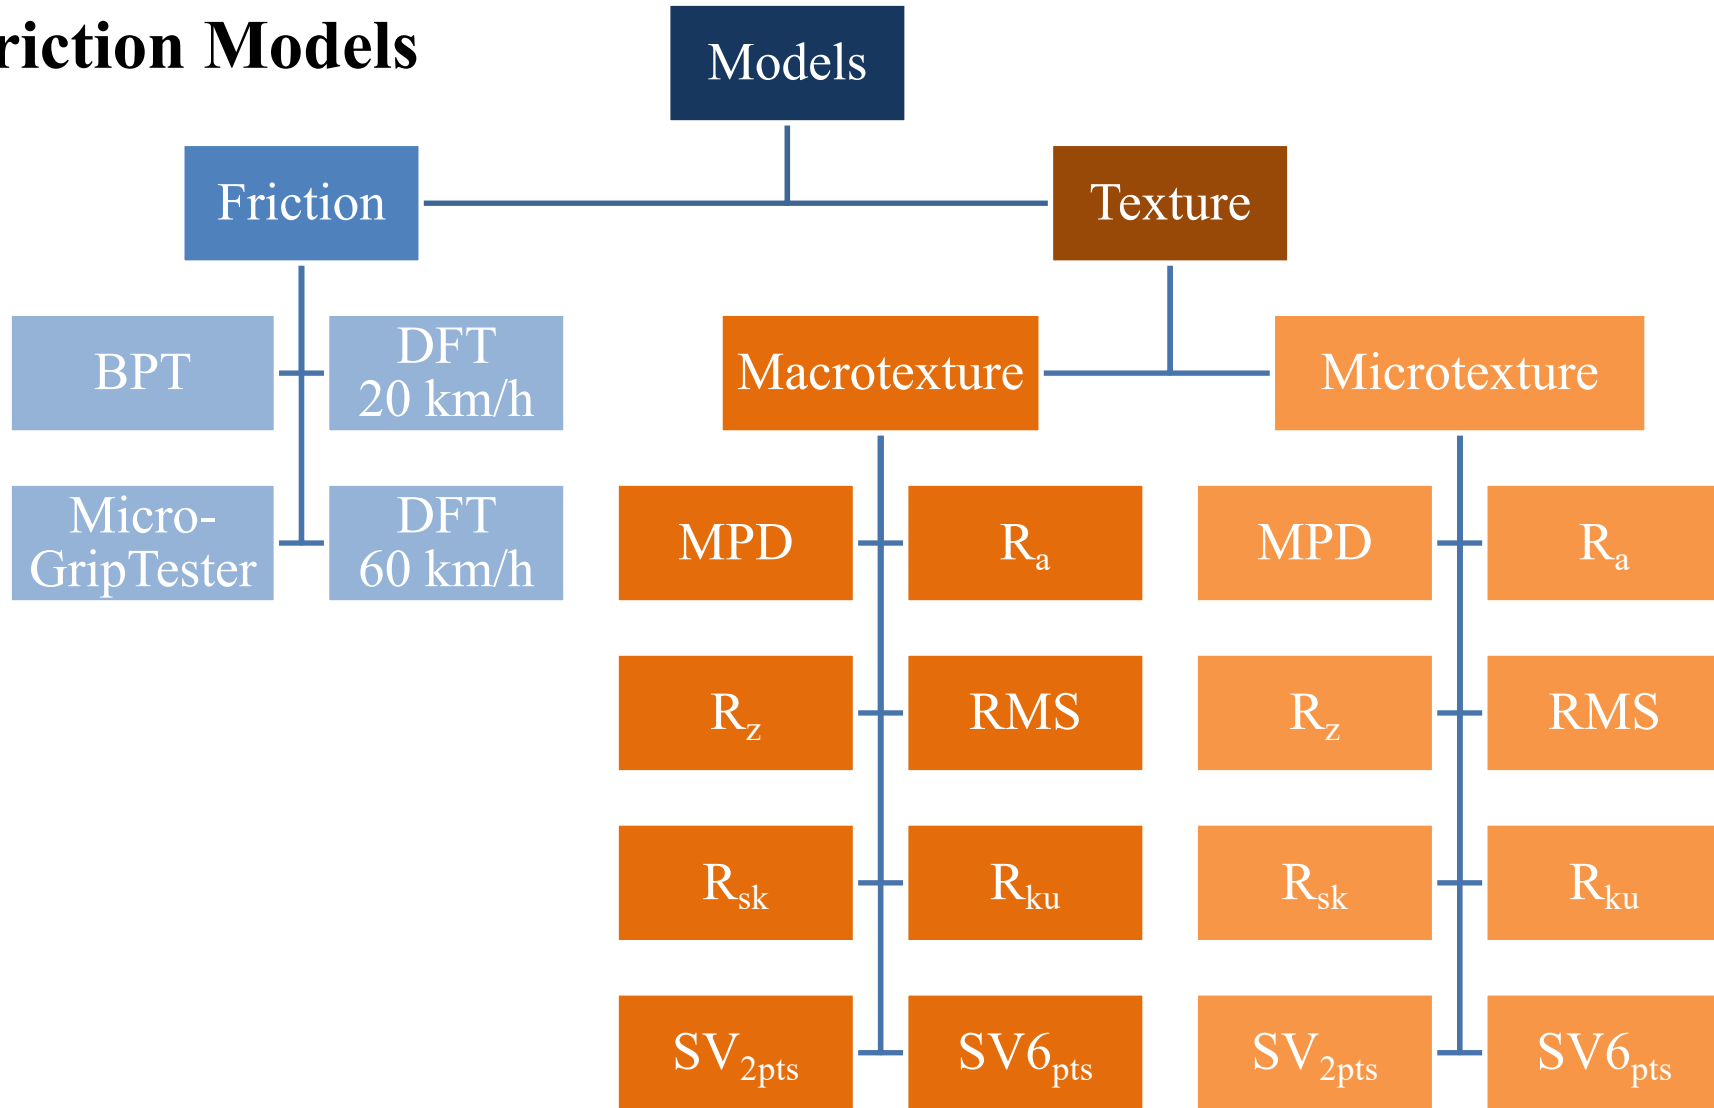 riction Models
Models
Friction
Texture
BPT
DFT
20 km/h
Macrotexture
Microtexture
Micro-
GripTester
DFT
60 km/h
MPD
Ra
MPD
Ra
Rz
RMS
Rz
RMS
Rsk
Rku
Rsk
Rku
SV2pts
SV6pts
SV2pts
SV6pts